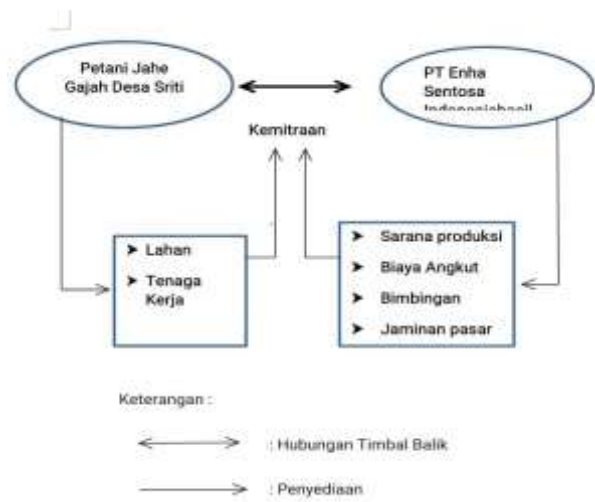 Petani Jahe
Gajah Desa Sriti
PT Enha
Sentosa
Kemitraan
➤ Lahan
➤ Tenaga
Kerja
➤ Sarana produksi
➤ Biaya Angkut
➤ Bimbingan
➤ Jaminan pasar
Keterangan :
: Hubungan Timbal Balik
: Penyediaan